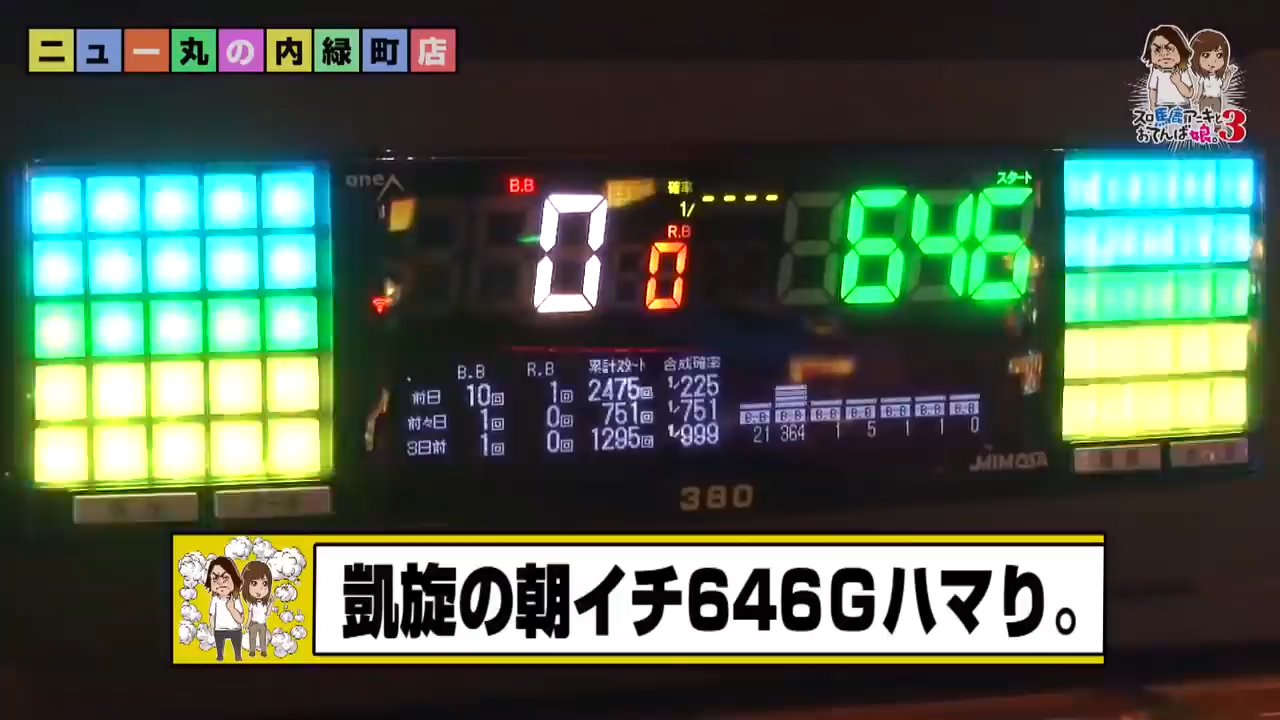 ニュー丸の内緑町店
スロ馬鹿アーキと
おてんば娘。3
one
B.B
確率
1/
----
R.B
スタート
0
0
646
B.B R.B 累計スタート 合成確率
前日 10回 1回 2475回 1/225
前々日 1回 0回 751回 1/751
3日前 1回 0回 1295回 1/999
B.B B.B B.B B.B B.B B.B B.B
21 364 1 5 1 1 0
MIMOSA
380
凱旋の朝イチ646Gハマり。